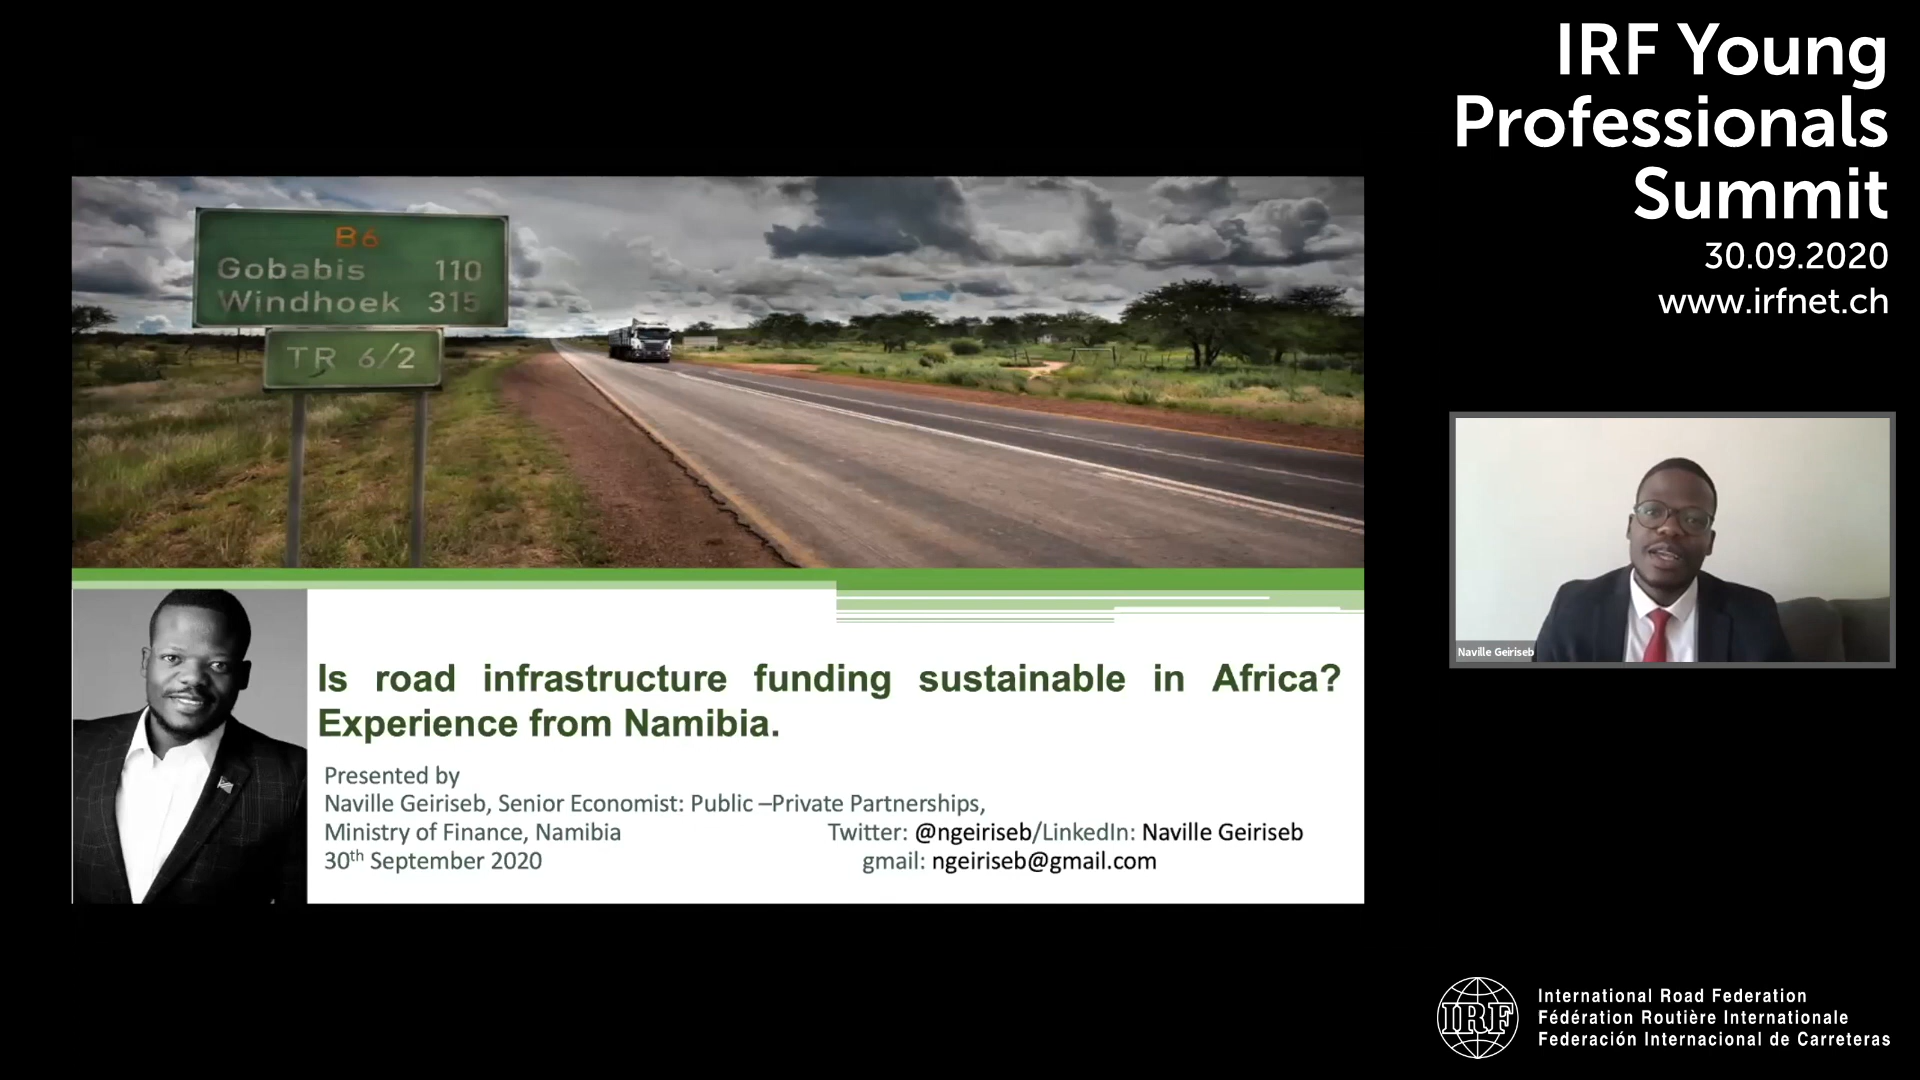 IRF Young
Professionals
Summit
30.09.2020
www.irfnet.ch
B6
Gobabis 110
Windhoek 315
TR 6/2
Naville Geiriseb
Is road infrastructure funding sustainable in Africa?
Experience from Namibia.
Presented by
Naville Geiriseb, Senior Economist: Public –Private Partnerships,
Ministry of Finance, Namibia
Twitter: @ngeiriseb/LinkedIn: Naville Geiriseb
30th September 2020
gmail: ngeiriseb@gmail.com
IRF
International Road Federation
Fédération Routière Internationale
Federación Internacional de Carreteras